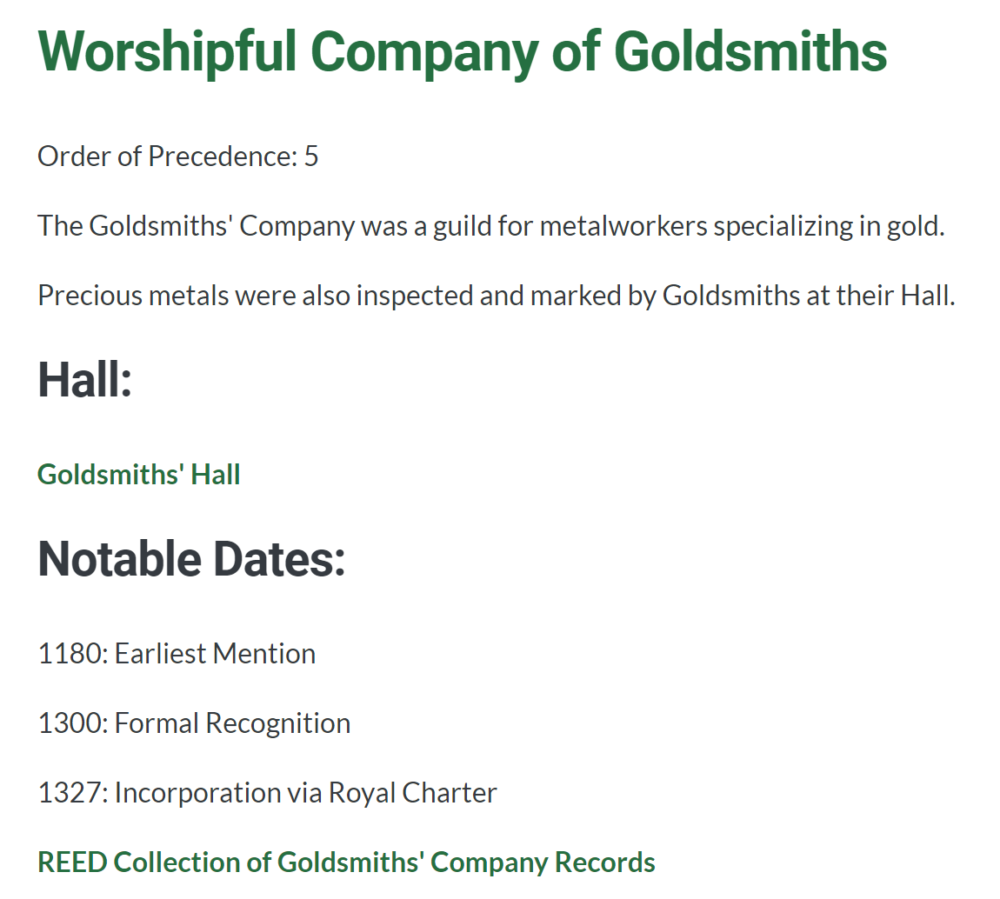 Worshipful Company of Goldsmiths
Order of Precedence: 5
The Goldsmiths' Company was a guild for metalworkers specializing in gold.
Precious metals were also inspected and marked by Goldsmiths at their Hall.
Hall:
Goldsmiths' Hall
Notable Dates:
1180: Earliest Mention
1300: Formal Recognition
1327: Incorporation via Royal Charter
REED Collection of Goldsmiths' Company Records